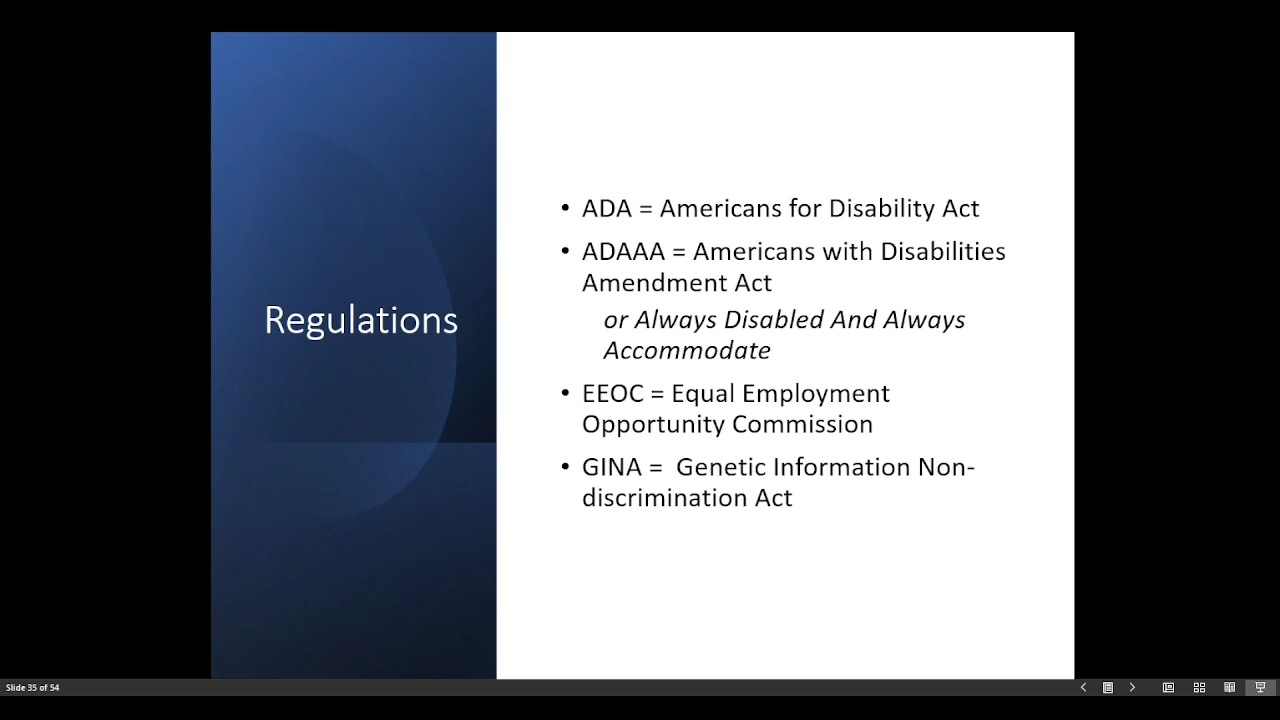 Regulations
• ADA = Americans for Disability Act
• ADAAA = Americans with Disabilities
Amendment Act
or Always Disabled And Always
Accommodate
• EEOC = Equal Employment
Opportunity Commission
• GINA =  Genetic Information Non-
discrimination Act
Slide 35 of 54